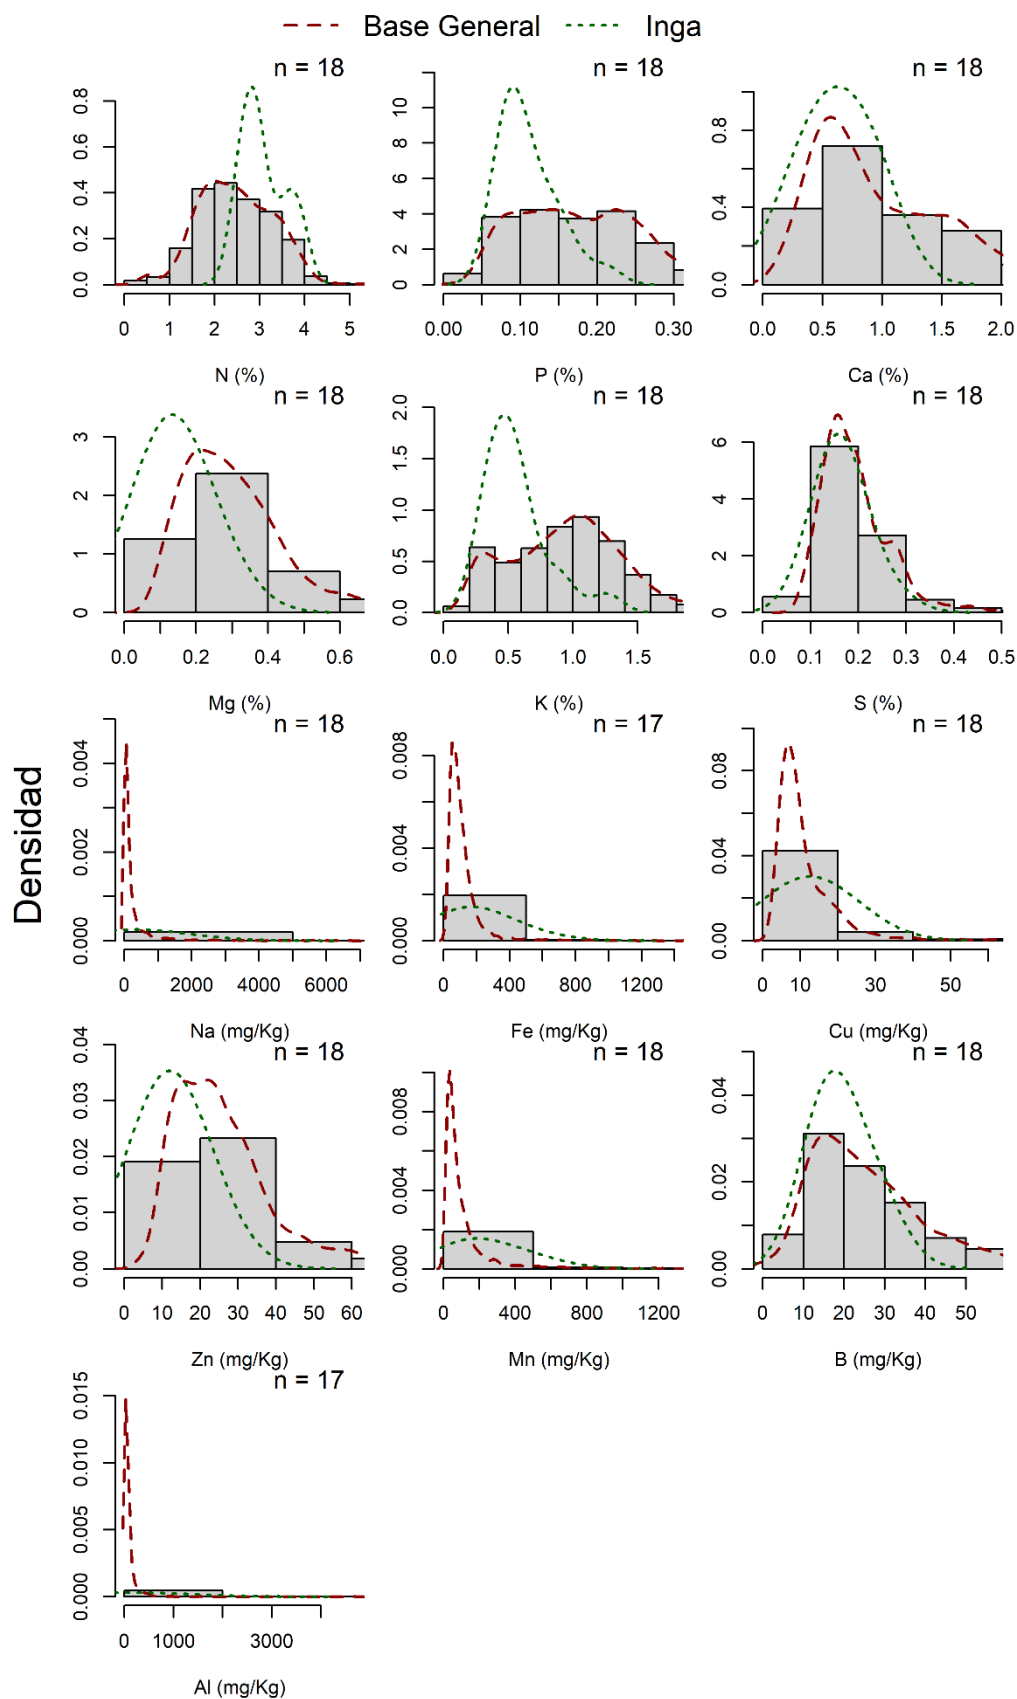 Base General Inga
n = 18 n = 18 n = 18
0.0 0.2 0.4 0.6 0.8
0 2 4 6 8 10
0.0 0.4 0.8
0 1 2 3 4 5
0.00 0.10 0.20 0.30
0.0 0.5 1.0 1.5 2.0
N (%) P (%) Ca (%)
n = 18 n = 18 n = 18
0 1 2 3
0.0 0.5 1.0 1.5 2.0
0 2 4 6
0.0 0.2 0.4 0.6
0.0 0.5 1.0 1.5
0.0 0.1 0.2 0.3 0.4 0.5
Mg (%) K (%) S (%)
n = 18 n = 17 n = 18
Densidad
0.000 0.002 0.004
0.000 0.004 0.008
0.00 0.04 0.08
0 2000 4000 6000
0 400 800 1200
0 10 30 50
Na (mg/Kg) Fe (mg/Kg) Cu (mg/Kg)
n = 18 n = 18 n = 18
0.00 0.01 0.02 0.03 0.04
0.000 0.004 0.008
0.00 0.02 0.04
0 10 20 30 40 50 60
0 400 800 1200
0 10 20 30 40 50
Zn (mg/Kg) Mn (mg/Kg) B (mg/Kg)
n = 17
0.000 0.005 0.010 0.015
0 1000 3000
Al (mg/Kg)